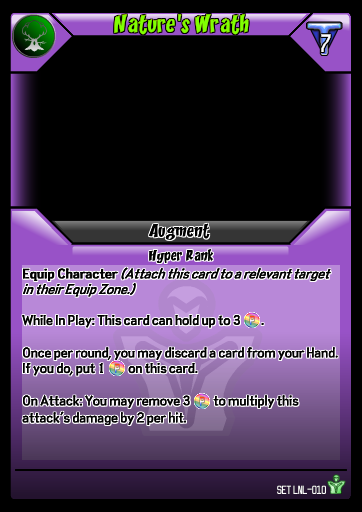 Nature's Wrath
7
Augment
Hyper Rank
Equip Character (Attach this card to a relevant target
in their Equip Zone.)
While In Play: This card can hold up to 3 .
Once per round, you may discard a card from your Hand.
If you do, put 1 on this card.
On Attack: You may remove 3 to multiply this
attack's damage by 2 per hit.
SET LNL-010